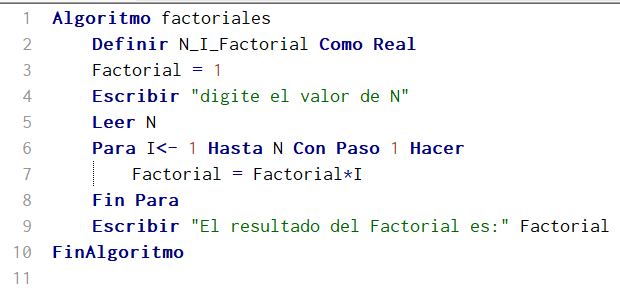 1 Algoritmo factoriales
2 Definir N_I_Factorial Como Real
3 Factorial = 1
4 Escribir "digite el valor de N"
5 Leer N
6 Para I<- 1 Hasta N Con Paso 1 Hacer
7 Factorial = Factorial*I
8 Fin Para
9 Escribir "El resultado del Factorial es:" Factorial
10 FinAlgoritmo
11